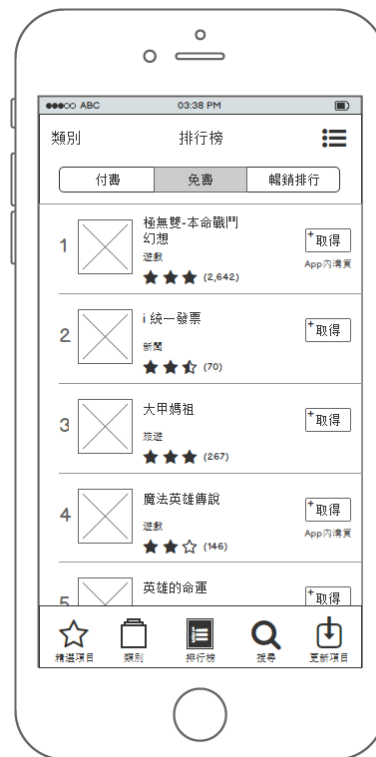 ABC 03:38 PM
類別 排行榜
付費 免費 暢銷排行
1 極無雙-本命戰鬥
幻想
遊戲
(2,642)
+取得
App內購買
2 i 統一發票
新聞
(70)
+取得
3 大甲媽祖
旅遊
(267)
+取得
4 魔法英雄傳說
遊戲
(146)
+取得
App內購買
5 英雄的命運
+取得
精選項目 類別 排行榜 搜尋 更新項目